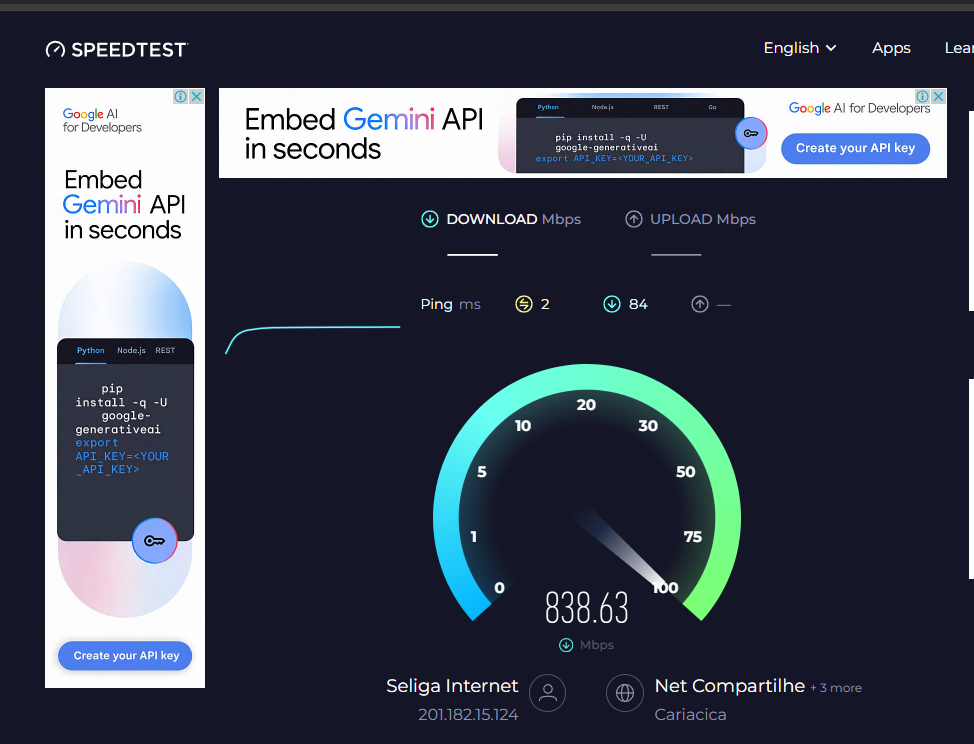 SPEEDTEST
English
Apps
Google AI
for Developers
Embed
Gemini API
in seconds
Python Node.js REST
pip
install -q -U
google-
generativeai
export
API_KEY=<YOUR
_API_KEY>
Create your API key
Embed Gemini API
in seconds
Python Node.js REST Go
pip install -q -U
google-generativeai
export API_KEY=<YOUR_API_KEY>
Google AI for Developers
Create your API key
DOWNLOAD Mbps
UPLOAD Mbps
Ping ms 2 84 —
0
1
5
10
20
30
50
75
100
838.63
Mbps
Seliga Internet
201.182.15.124
Net Compartilhe + 3 more
Cariacica